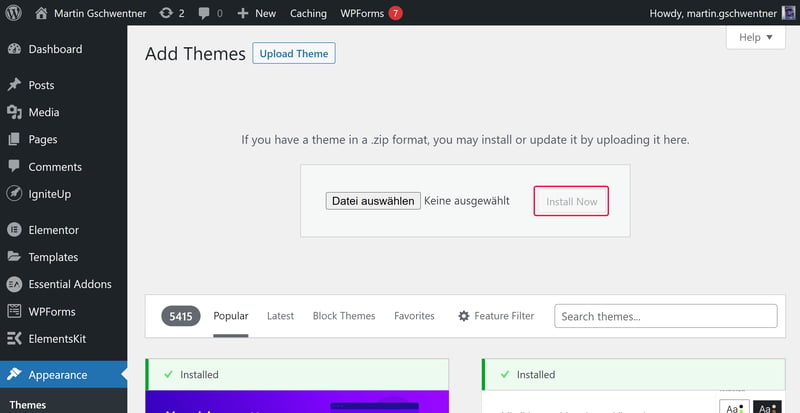 Martin Gschwentner 2 0 New Caching WPForms 7 Howdy, martin.gschwentner
Help
Add Themes Upload Theme
Dashboard
Posts
Media
Pages
Comments
IgniteUp
Elementor
Templates
Essential Addons
WPForms
ElementsKit
Appearance
Themes
If you have a theme in a .zip format, you may install or update it by uploading it here.
Datei auswählen Keine ausgewählt Install Now
5415 Popular Latest Block Themes Favorites Feature Filter Search themes...
Installed Installed
Aa Aa